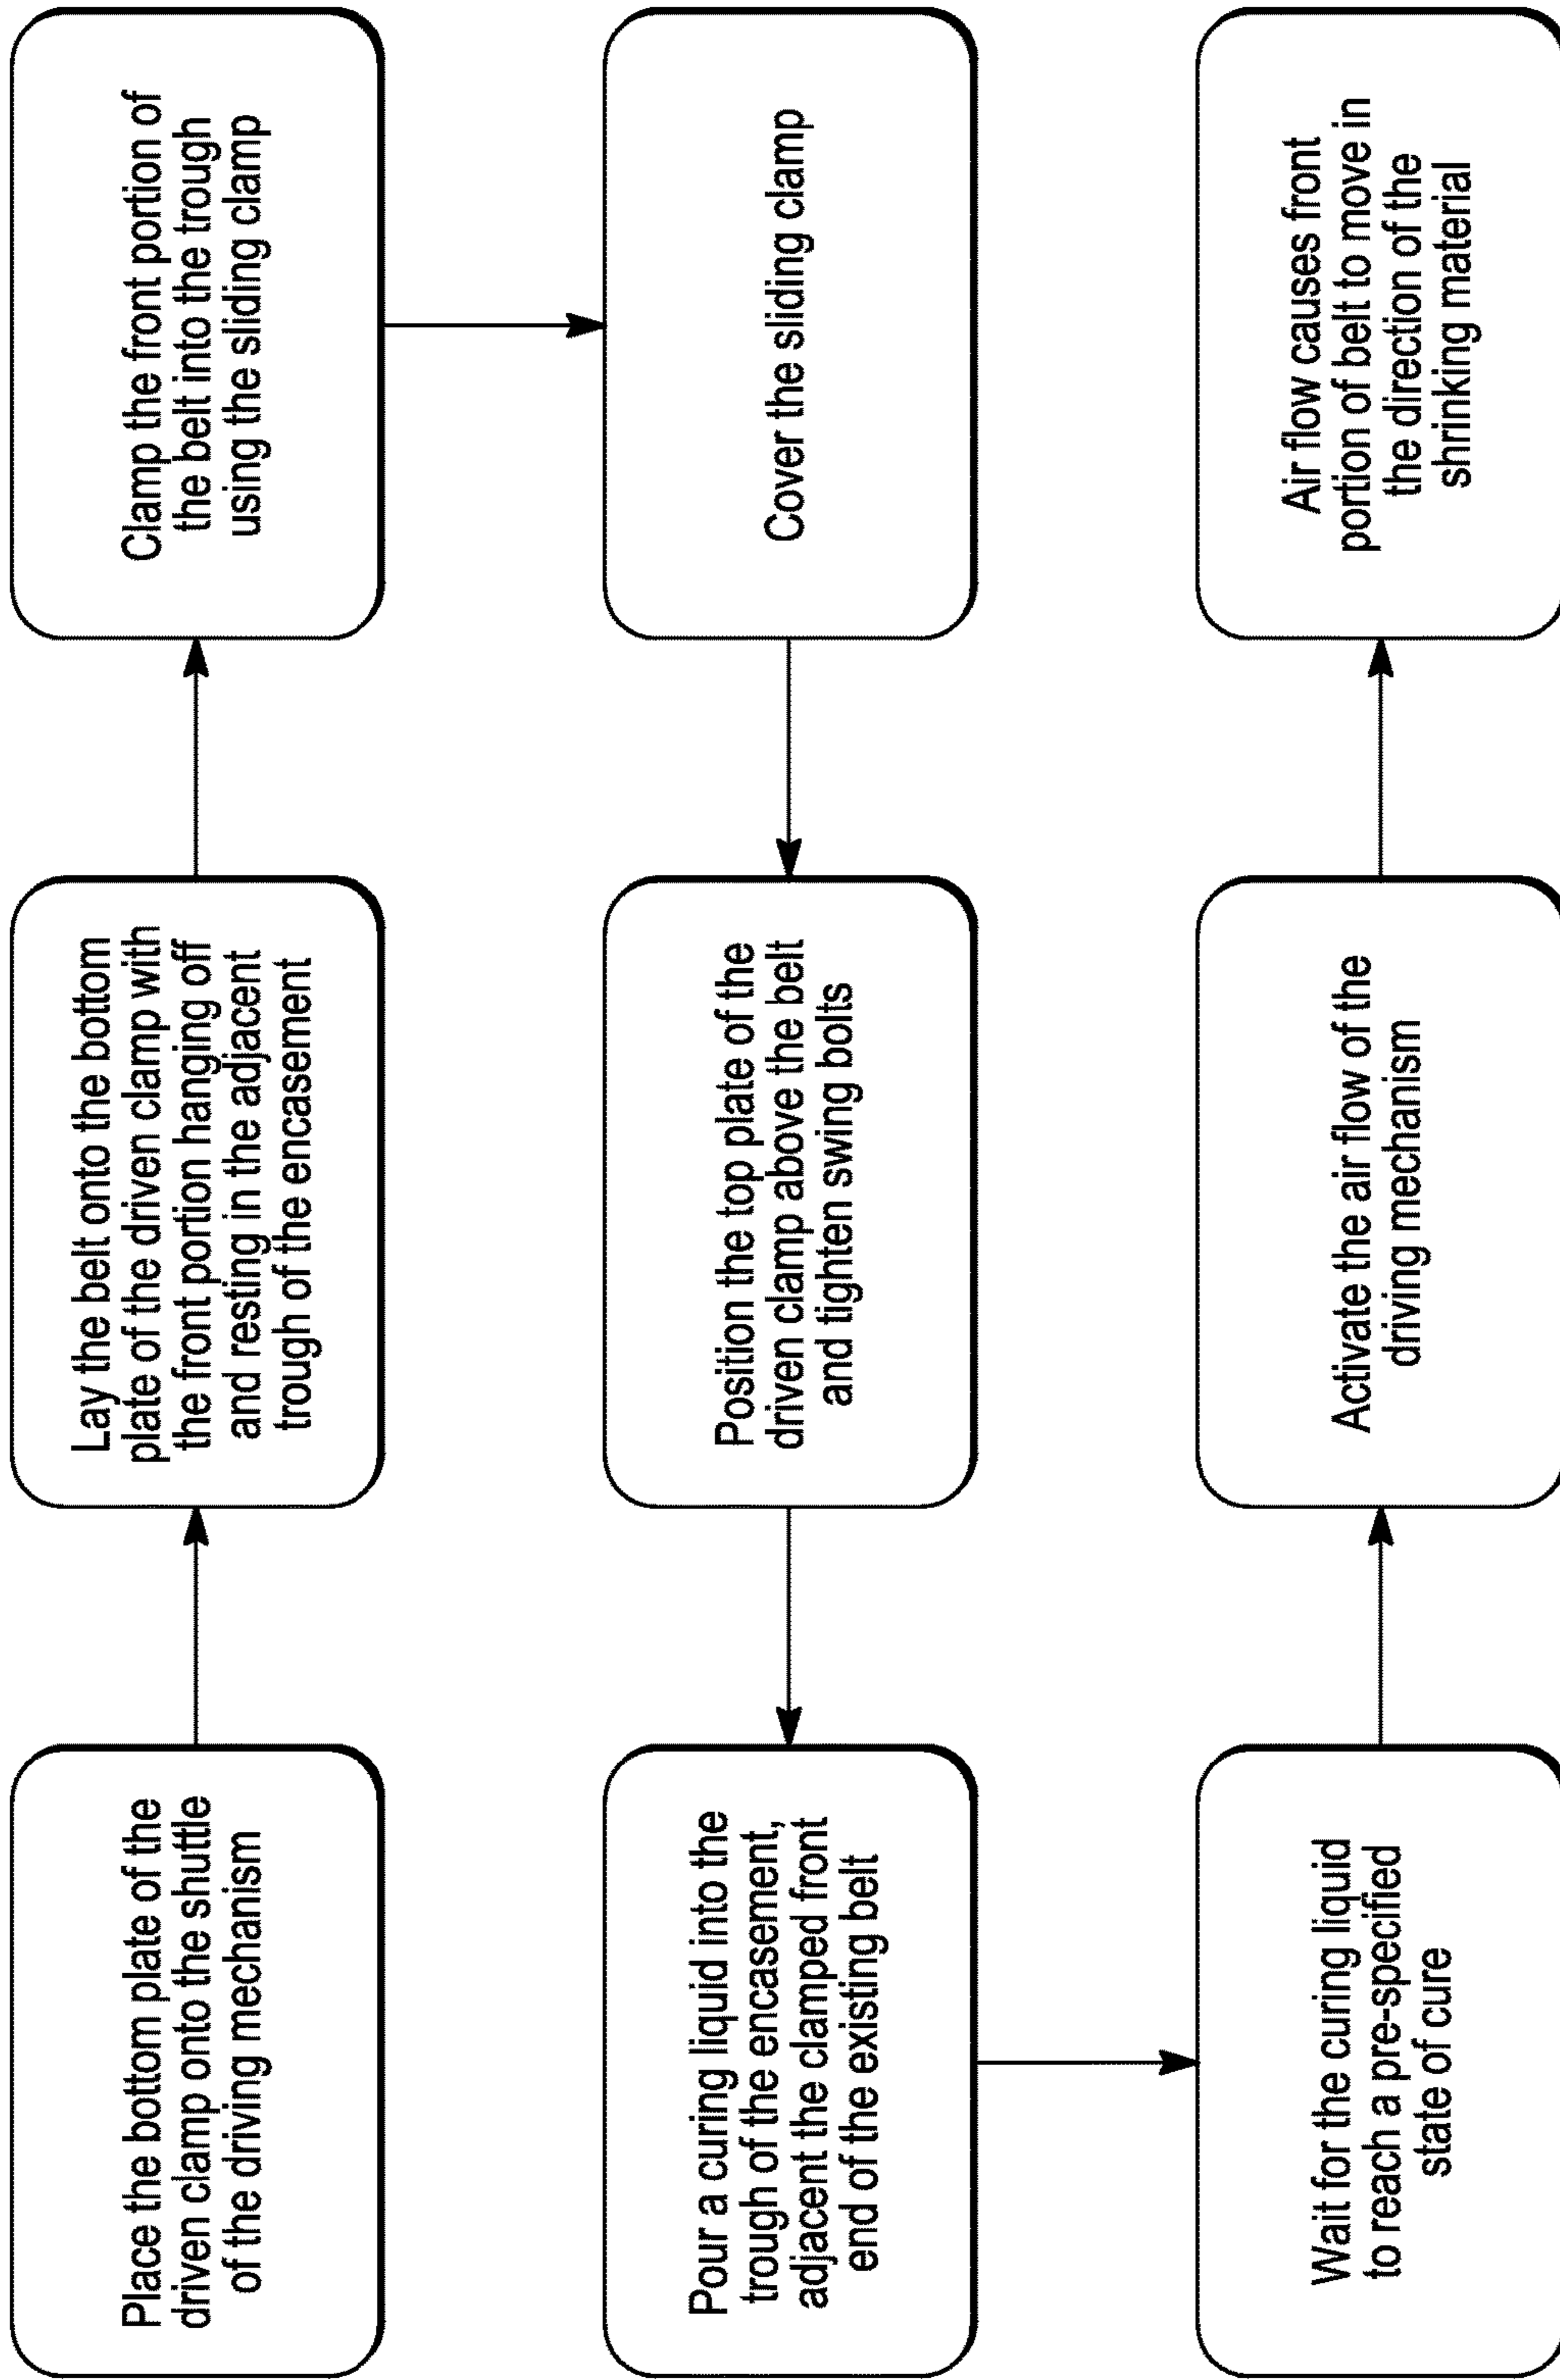 Place the bottom plate of the
driven clamp onto the shuttle
of the driving mechanism
Lay the belt onto the bottom
plate of the driven clamp with
the front portion hanging off
and resting in the adjacent
trough of the encasement
Clamp the front portion of
the belt into the trough
using the sliding clamp
Cover the sliding clamp
Position the top plate of the
driven clamp above the belt
and tighten swing bolts
Pour a curing liquid into the
trough of the encasement,
adjacent the clamped front
end of the existing belt
Wait for the curing liquid
to reach a pre-specified
state of cure
Activate the air flow of the
driving mechanism
Air flow causes front
portion of belt to move in
the direction of the
shrinking material